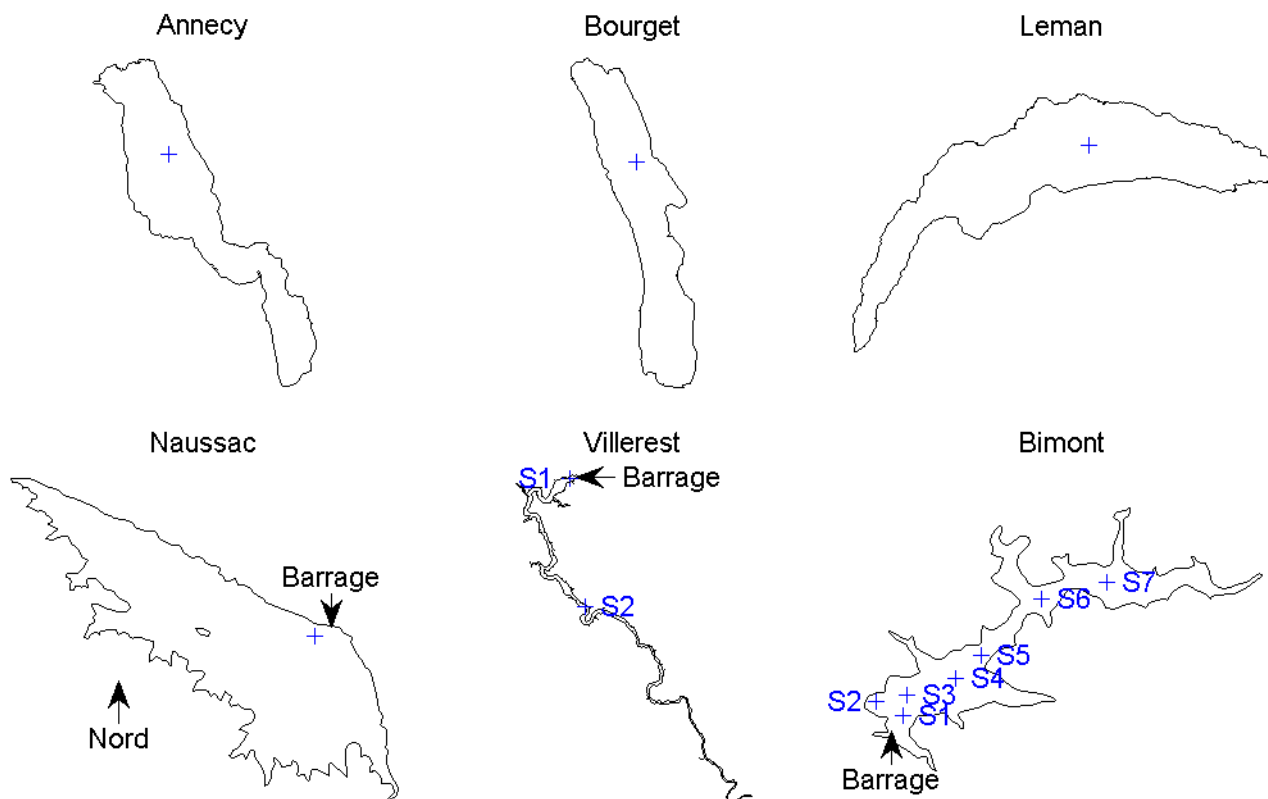 Annecy
Bourget
Leman
Naussac
Villerest
Bimont
S1
Barrage
Barrage
S2
Nord
S7
S6
S5
S4
S3
S2
S1
Barrage